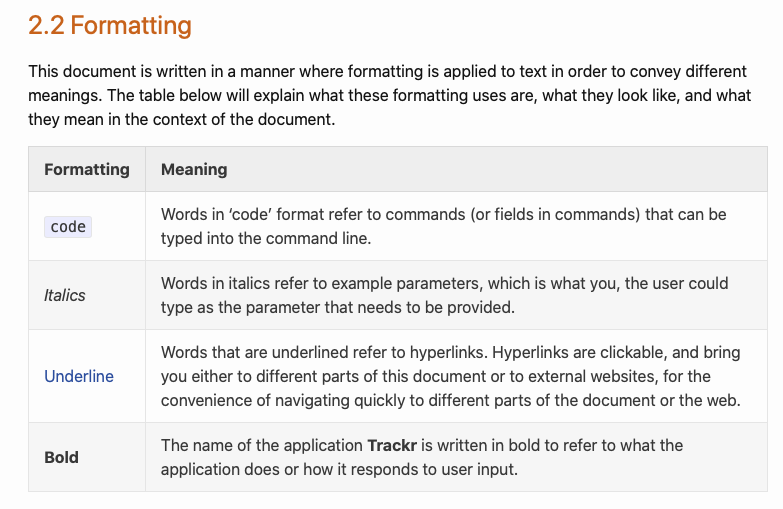 2.2 Formatting
This document is written in a manner where formatting is applied to text in order to convey different
meanings. The table below will explain what these formatting uses are, what they look like, and what
they mean in the context of the document.
Formatting Meaning
code
Words in ‘code’ format refer to commands (or fields in commands) that can be
typed into the command line.
Italics
Words in italics refer to example parameters, which is what you, the user could
type as the parameter that needs to be provided.
Underline
Words that are underlined refer to hyperlinks. Hyperlinks are clickable, and bring
you either to different parts of this document or to external websites, for the
convenience of navigating quickly to different parts of the document or the web.
Bold
The name of the application Trackr is written in bold to refer to what the
application does or how it responds to user input.